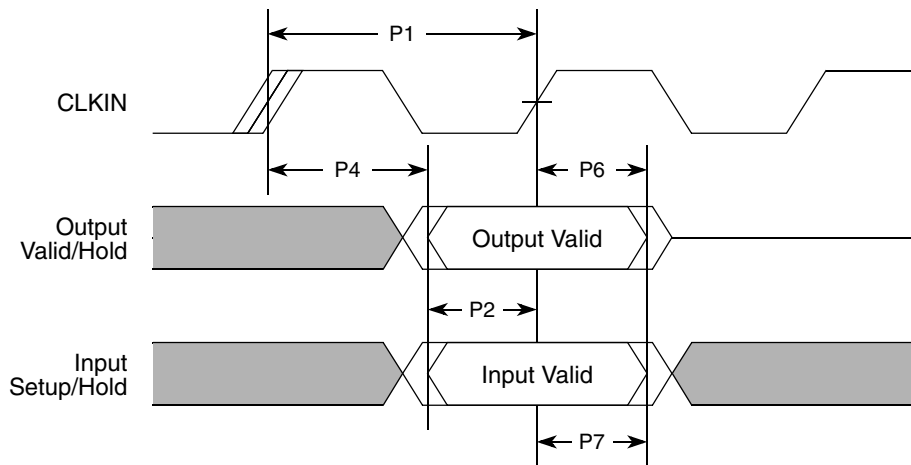 P1
CLKIN
P4
P6
Output
Valid/Hold
Output Valid
P2
Input
Setup/Hold
Input Valid
P7